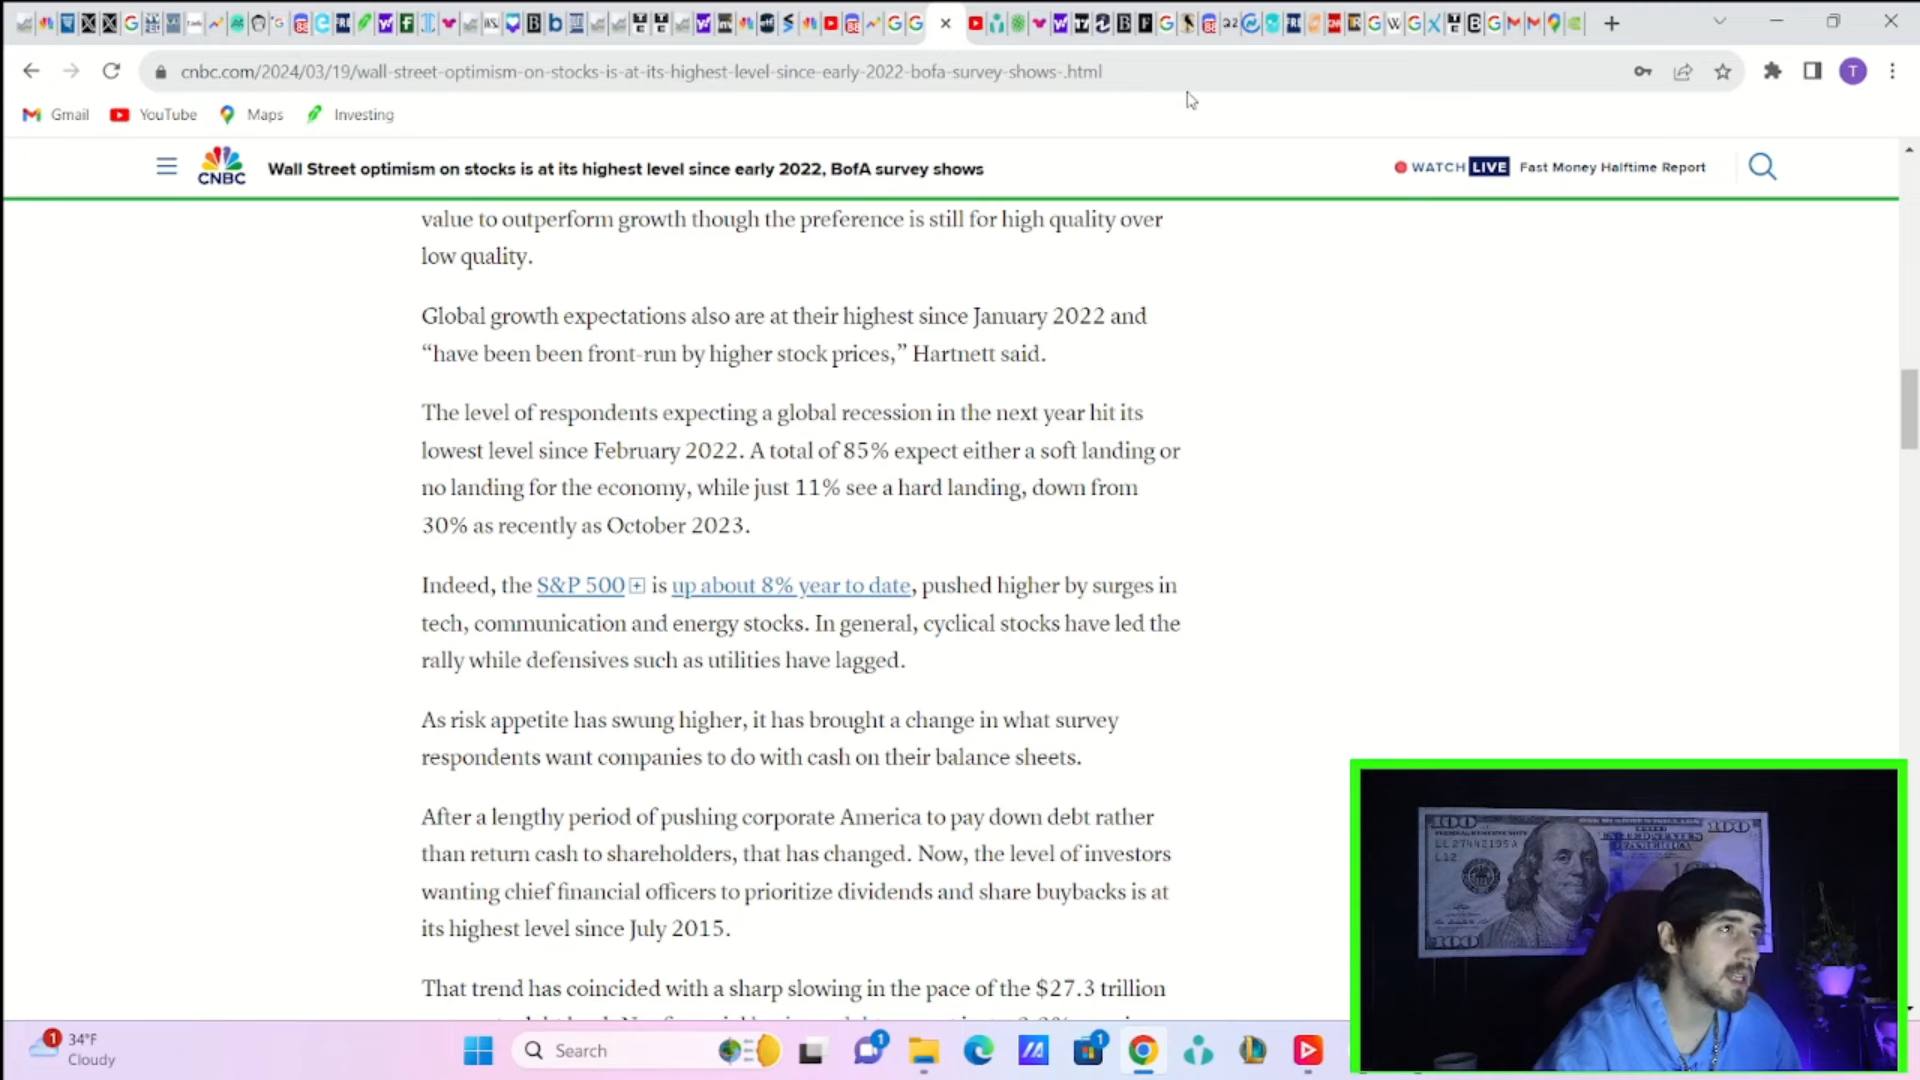 cnbc.com/2024/03/19/wall-street-optimism-on-stocks-is-at-its-highest-level-since-early-2022-bofa-survey-shows-.html
T
Gmail
YouTube
Maps
Investing
CNBC
Wall Street optimism on stocks is at its highest level since early 2022, BofA survey shows
WATCH LIVE Fast Money Halftime Report
value to outperform growth though the preference is still for high quality over
low quality.
Global growth expectations also are at their highest since January 2022 and
“have been been front-run by higher stock prices,” Hartnett said.
The level of respondents expecting a global recession in the next year hit its
lowest level since February 2022. A total of 85% expect either a soft landing or
no landing for the economy, while just 11% see a hard landing, down from
30% as recently as October 2023.
Indeed, the S&P 500 is up about 8% year to date, pushed higher by surges in
tech, communication and energy stocks. In general, cyclical stocks have led the
rally while defensives such as utilities have lagged.
As risk appetite has swung higher, it has brought a change in what survey
respondents want companies to do with cash on their balance sheets.
After a lengthy period of pushing corporate America to pay down debt rather
than return cash to shareholders, that has changed. Now, the level of investors
wanting chief financial officers to prioritize dividends and share buybacks is at
its highest level since July 2015.
That trend has coincided with a sharp slowing in the pace of the $27.3 trillion
100
100
LL 27442195 A
L12
100
1
34°F
Cloudy
Search
1
1